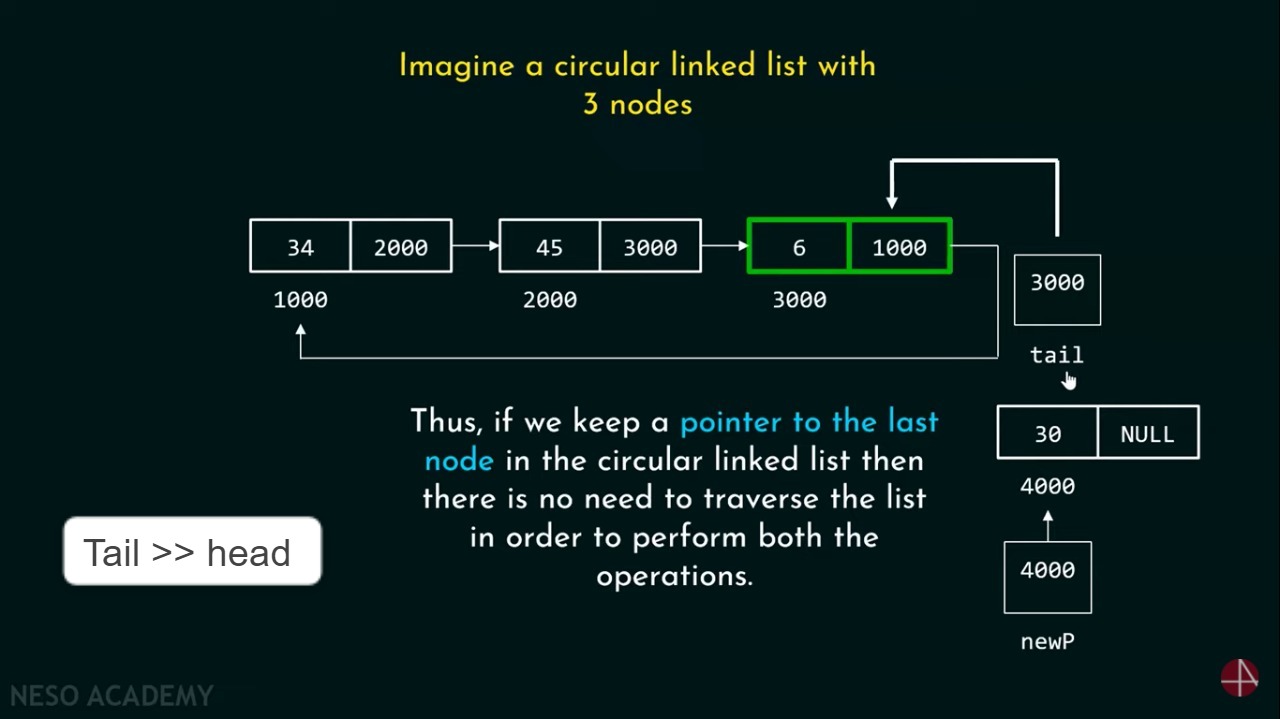 Imagine a circular linked list with
3 nodes
34 2000 45 3000 6 1000
1000 2000 3000
3000
tail
Thus, if we keep a pointer to the last
node in the circular linked list then
there is no need to traverse the list
in order to perform both the
operations.
30 NULL
4000
4000
newP
Tail >> head
NESO ACADEMY